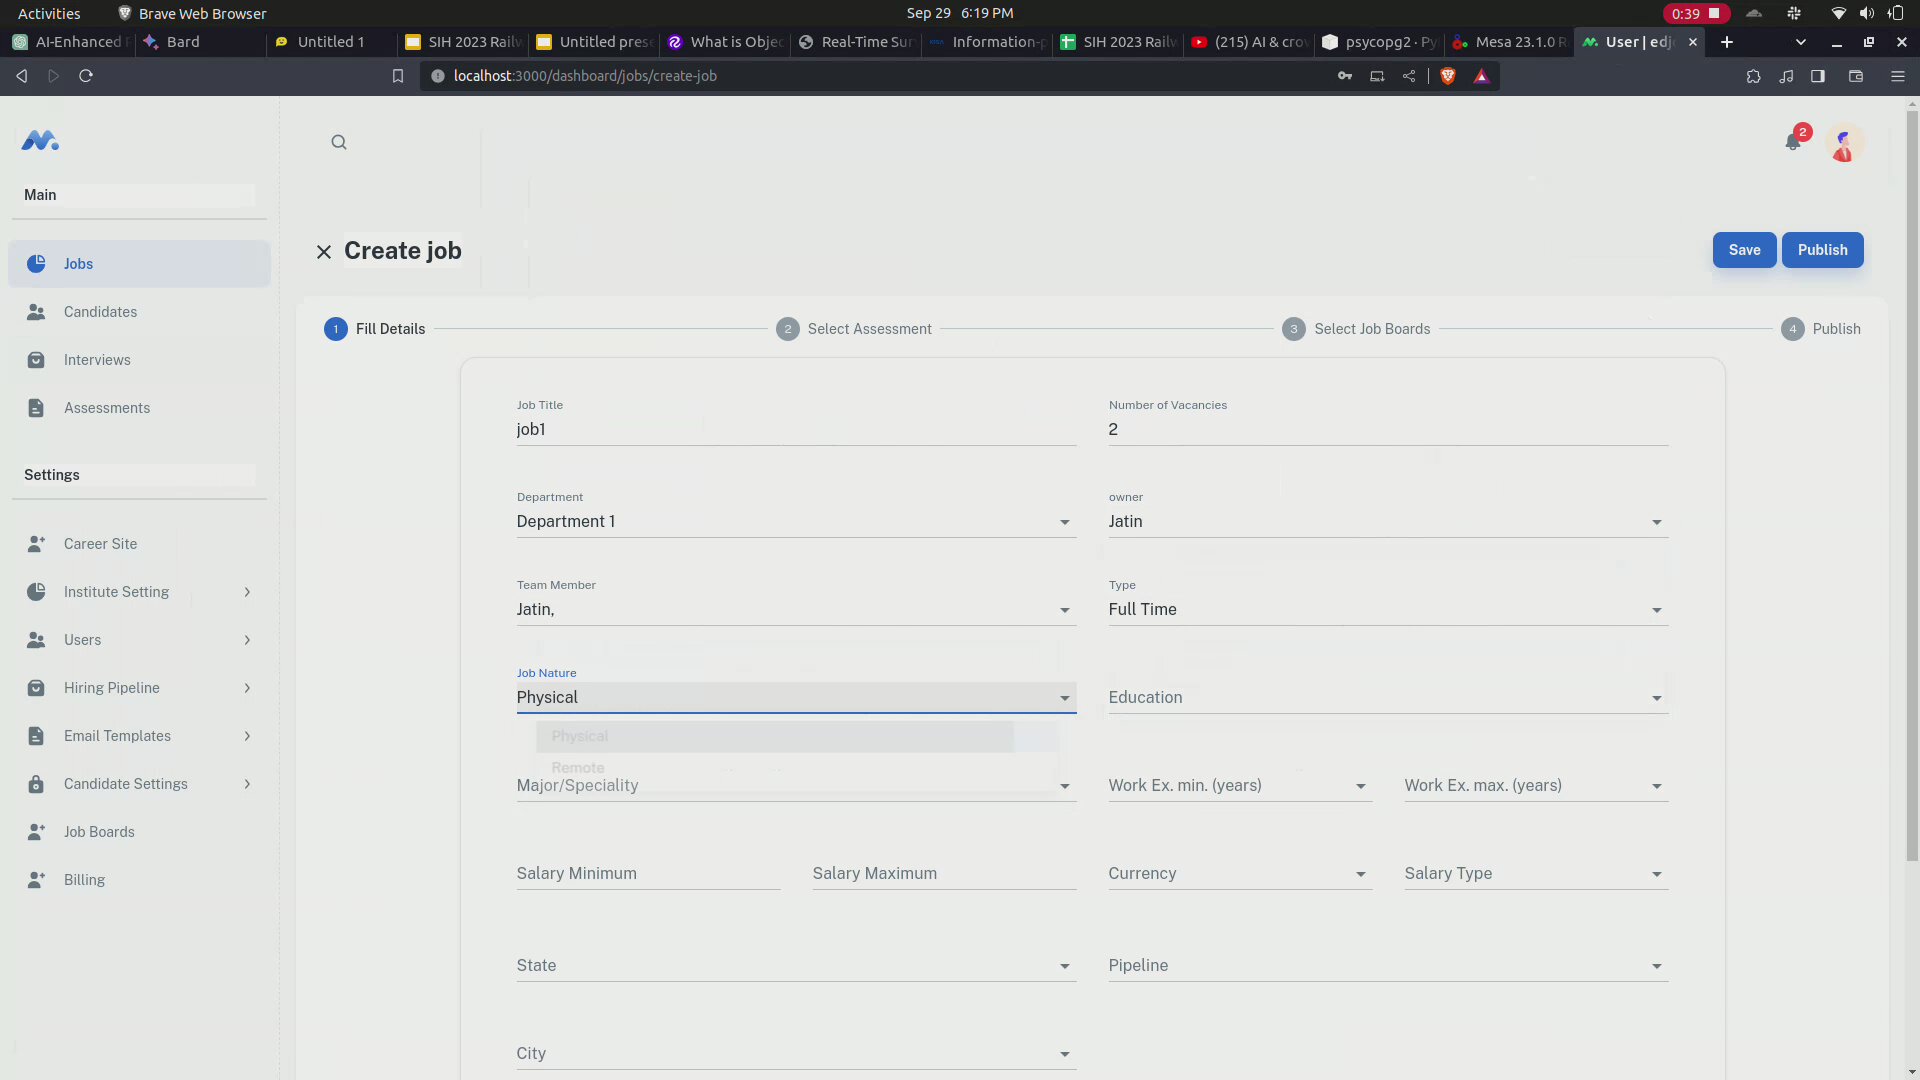 Activities
Brave Web Browser
Sep 29 6:19 PM
0:39
AI-Enhanced
Bard
Untitled 1
SIH 2023 Railw
Untitled prese
What is Objec
Real-Time Sur
Information-p
SIH 2023 Railw
(215) AI & crow
psycopg2 · Py
Mesa 23.1.0 R
User | edj
localhost:3000/dashboard/jobs/create-job
2
Main
Create job
Save
Publish
Jobs
Candidates
Interviews
Assessments
Settings
Career Site
Institute Setting
Users
Hiring Pipeline
Email Templates
Candidate Settings
Job Boards
Billing
1 Fill Details
2 Select Assessment
3 Select Job Boards
4 Publish
Job Title
job1
Number of Vacancies
2
Department
Department 1
owner
Jatin
Team Member
Jatin,
Type
Full Time
Job Nature
Physical
Education
Physical
Remote
Major/Speciality
Work Ex. min. (years)
Work Ex. max. (years)
Salary Minimum
Salary Maximum
Currency
Salary Type
State
Pipeline
City